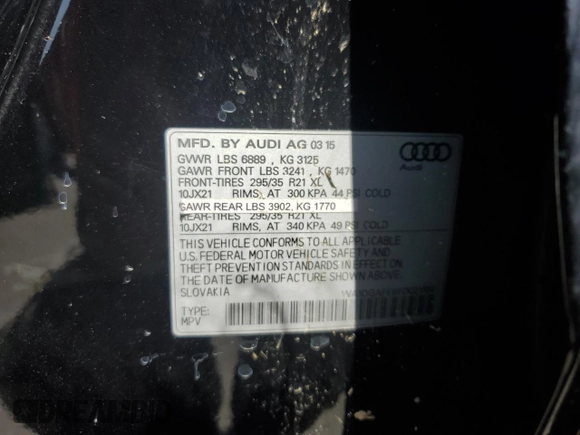 MFD. BY AUDI AG 03 15
GVWR LBS 6889 , KG 3125
GAWR FRONT LBS 3241 , KG 1470
FRONT-TIRES 295/35 R21 XL
10JX21 RIMS, AT 300 KPA 44 PSI COLD
GAWR REAR LBS 3902, KG 1770
REAR-TIRES 295/35 R21 XL
10JX21 RIMS, AT 340 KPA 49 PSI COLD
THIS VEHICLE CONFORMS TO ALL APPLICABLE
U.S. FEDERAL MOTOR VEHICLE SAFETY AND
THEFT PREVENTION STANDARDS IN EFFECT ON
THE DATE OF MANUFACTURE SHOWN ABOVE
SLOVAKIA
TYPE:
MPV
Audi